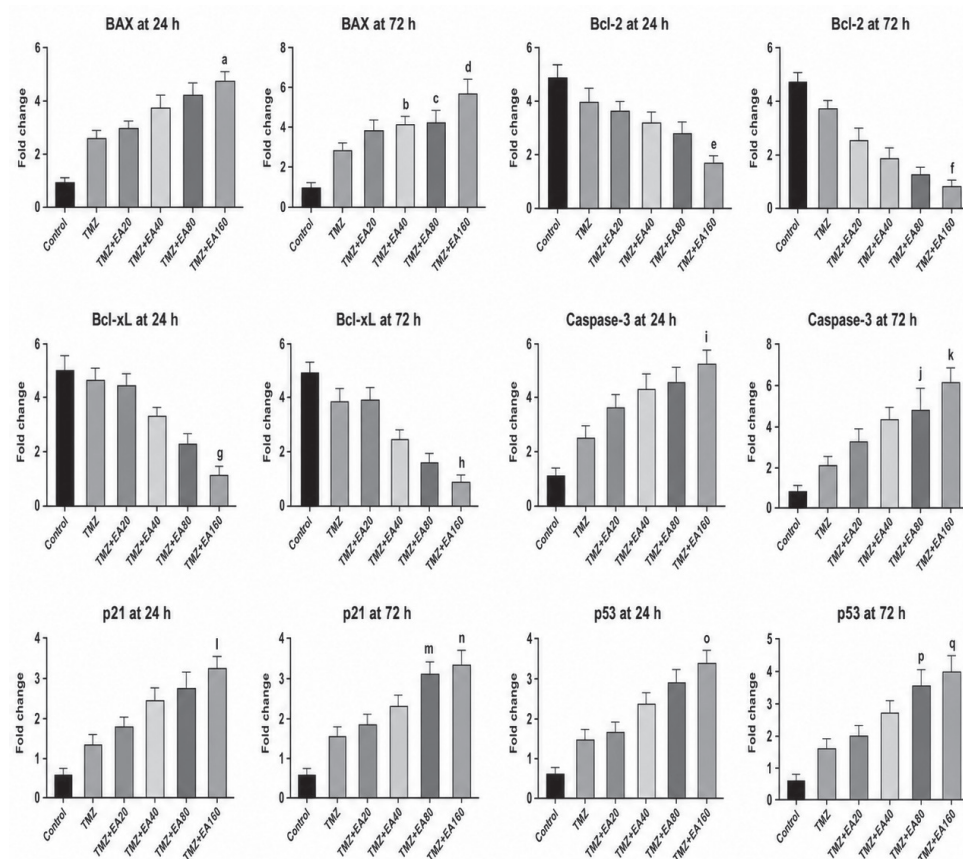 BAX at 24 h
Fold change
6
4
2
0
a
Control
TMZ
TMZ+EA20
TMZ+EA40
TMZ+EA80
TMZ+EA160
BAX at 72 h
Fold change
8
6
4
2
0
b
c
d
Control
TMZ
TMZ+EA20
TMZ+EA40
TMZ+EA80
TMZ+EA160
Bcl-2 at 24 h
Fold change
6
4
2
0
e
Control
TMZ
TMZ+EA20
TMZ+EA40
TMZ+EA80
TMZ+EA160
Bcl-2 at 72 h
Fold change
6
4
2
0
f
Control
TMZ
TMZ+EA20
TMZ+EA40
TMZ+EA80
TMZ+EA160
Bcl-xL at 24 h
Fold change
6
4
2
0
g
Control
TMZ
TMZ+EA20
TMZ+EA40
TMZ+EA80
TMZ+EA160
Bcl-xL at 72 h
Fold change
6
4
2
0
h
Control
TMZ
TMZ+EA20
TMZ+EA40
TMZ+EA80
TMZ+EA160
Caspase-3 at 24 h
Fold change
6
4
2
0
i
Control
TMZ
TMZ+EA20
TMZ+EA40
TMZ+EA80
TMZ+EA160
Caspase-3 at 72 h
Fold change
8
6
4
2
0
j
k
Control
TMZ
TMZ+EA20
TMZ+EA40
TMZ+EA80
TMZ+EA160
p21 at 24 h
Fold change
4
3
2
1
0
l
Control
TMZ
TMZ+EA20
TMZ+EA40
TMZ+EA80
TMZ+EA160
p21 at 72 h
Fold change
4
3
2
1
0
m
n
Control
TMZ
TMZ+EA20
TMZ+EA40
TMZ+EA80
TMZ+EA160
p53 at 24 h
Fold change
4
3
2
1
0
o
Control
TMZ
TMZ+EA20
TMZ+EA40
TMZ+EA80
TMZ+EA160
p53 at 72 h
Fold change
5
4
3
2
1
0
p
q
Control
TMZ
TMZ+EA20
TMZ+EA40
TMZ+EA80
TMZ+EA160